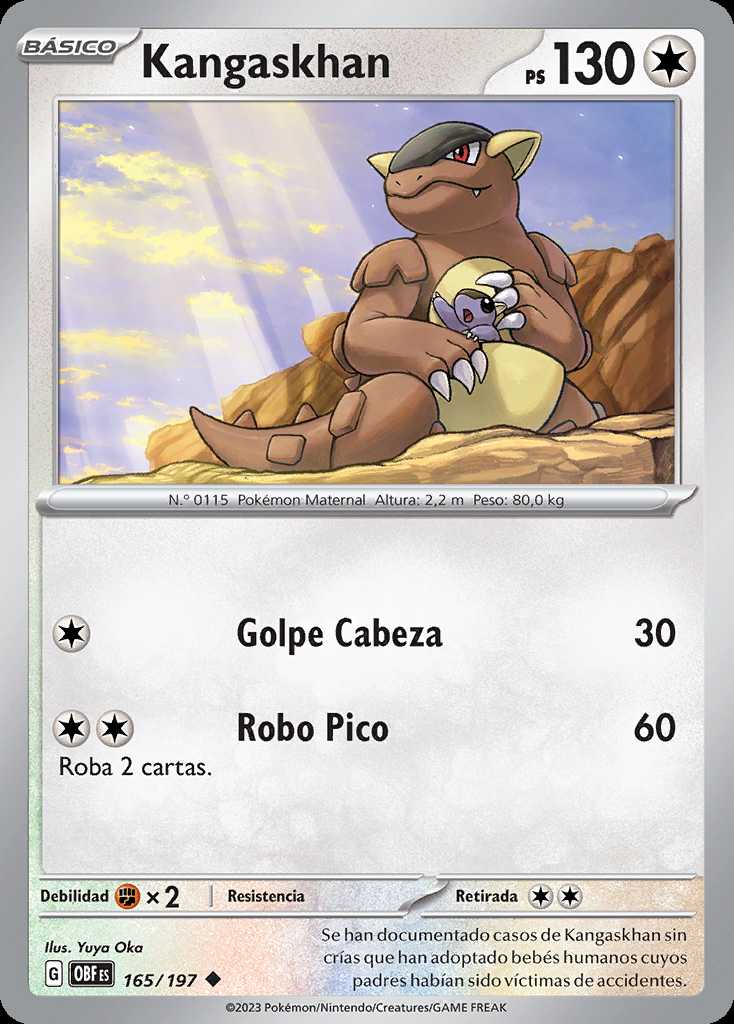 BÁSICO
Kangaskhan
PS 130
N.º 0115 Pokémon Maternal Altura: 2,2 m Peso: 80,0 kg
Golpe Cabeza 30
Robo Pico 60
Roba 2 cartas.
Debilidad × 2 Resistencia Retirada
Ilus. Yuya Oka
Se han documentado casos de Kangaskhan sin
crías que han adoptado bebés humanos cuyos
padres habían sido víctimas de accidentes.
G OBF ES 165/197
©2023 Pokémon/Nintendo/Creatures/GAME FREAK